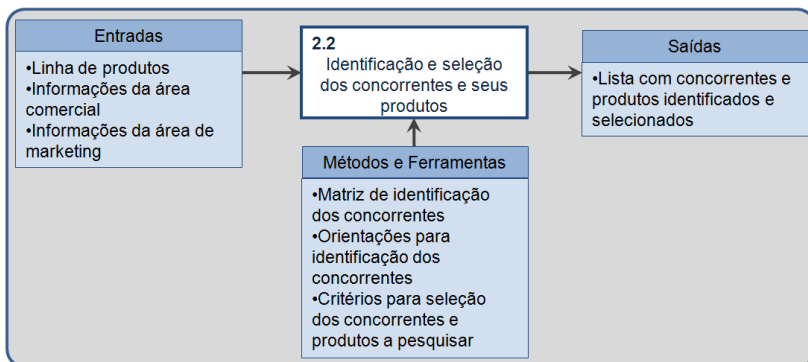 Entradas
•Linha de produtos
•Informações da área
comercial
•Informações da área de
marketing
2.2
Identificação e seleção
dos concorrentes e seus
produtos
Saídas
•Lista com concorrentes e
produtos identificados e
selecionados
Métodos e Ferramentas
•Matriz de identificação
dos concorrentes
•Orientações para
identificação dos
concorrentes
•Critérios para seleção
dos concorrentes e
produtos a pesquisar